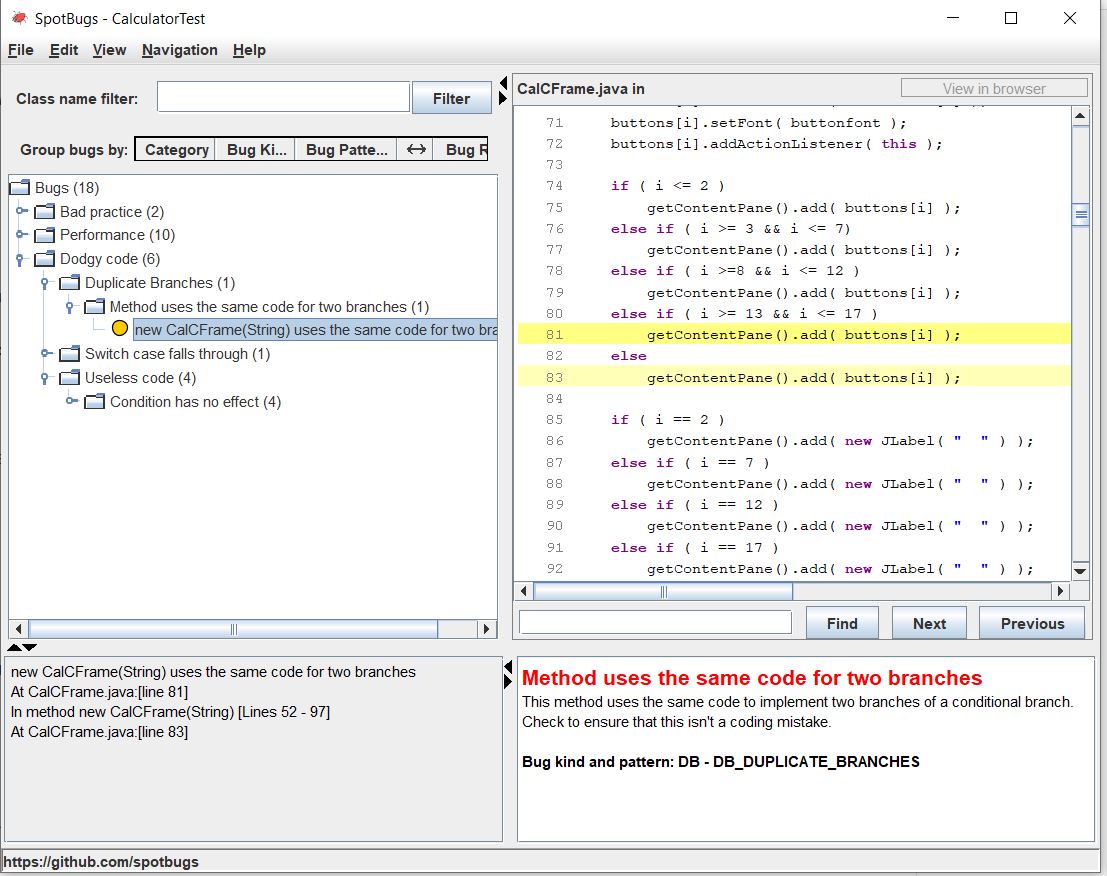 SpotBugs - CalculatorTest
File Edit View Navigation Help
Class name filter: Filter
Group bugs by: Category Bug Ki... Bug Patte... Bug R
Bugs (18)
Bad practice (2)
Performance (10)
Dodgy code (6)
Duplicate Branches (1)
Method uses the same code for two branches (1)
new CalCFrame(String) uses the same code for two bra
Switch case falls through (1)
Useless code (4)
Condition has no effect (4)
CalCFrame.java in View in browser
71 buttons[i].setFont( buttonfont );
72 buttons[i].addActionListener( this );
73
74 if ( i <= 2 )
75 getContentPane().add( buttons[i] );
76 else if ( i >= 3 && i <= 7)
77 getContentPane().add( buttons[i] );
78 else if ( i >=8 && i <= 12 )
79 getContentPane().add( buttons[i] );
80 else if ( i >= 13 && i <= 17 )
81 getContentPane().add( buttons[i] );
82 else
83 getContentPane().add( buttons[i] );
84
85 if ( i == 2 )
86 getContentPane().add( new JLabel( "  " ) );
87 else if ( i == 7 )
88 getContentPane().add( new JLabel( "  " ) );
89 else if ( i == 12 )
90 getContentPane().add( new JLabel( "  " ) );
91 else if ( i == 17 )
92 getContentPane().add( new JLabel( "  " ) );
Find Next Previous
new CalCFrame(String) uses the same code for two branches
At CalCFrame.java:[line 81]
In method new CalCFrame(String) [Lines 52 - 97]
At CalCFrame.java:[line 83]
Method uses the same code for two branches
This method uses the same code to implement two branches of a conditional branch.
Check to ensure that this isn't a coding mistake.
Bug kind and pattern: DB - DB_DUPLICATE_BRANCHES
https://github.com/spotbugs